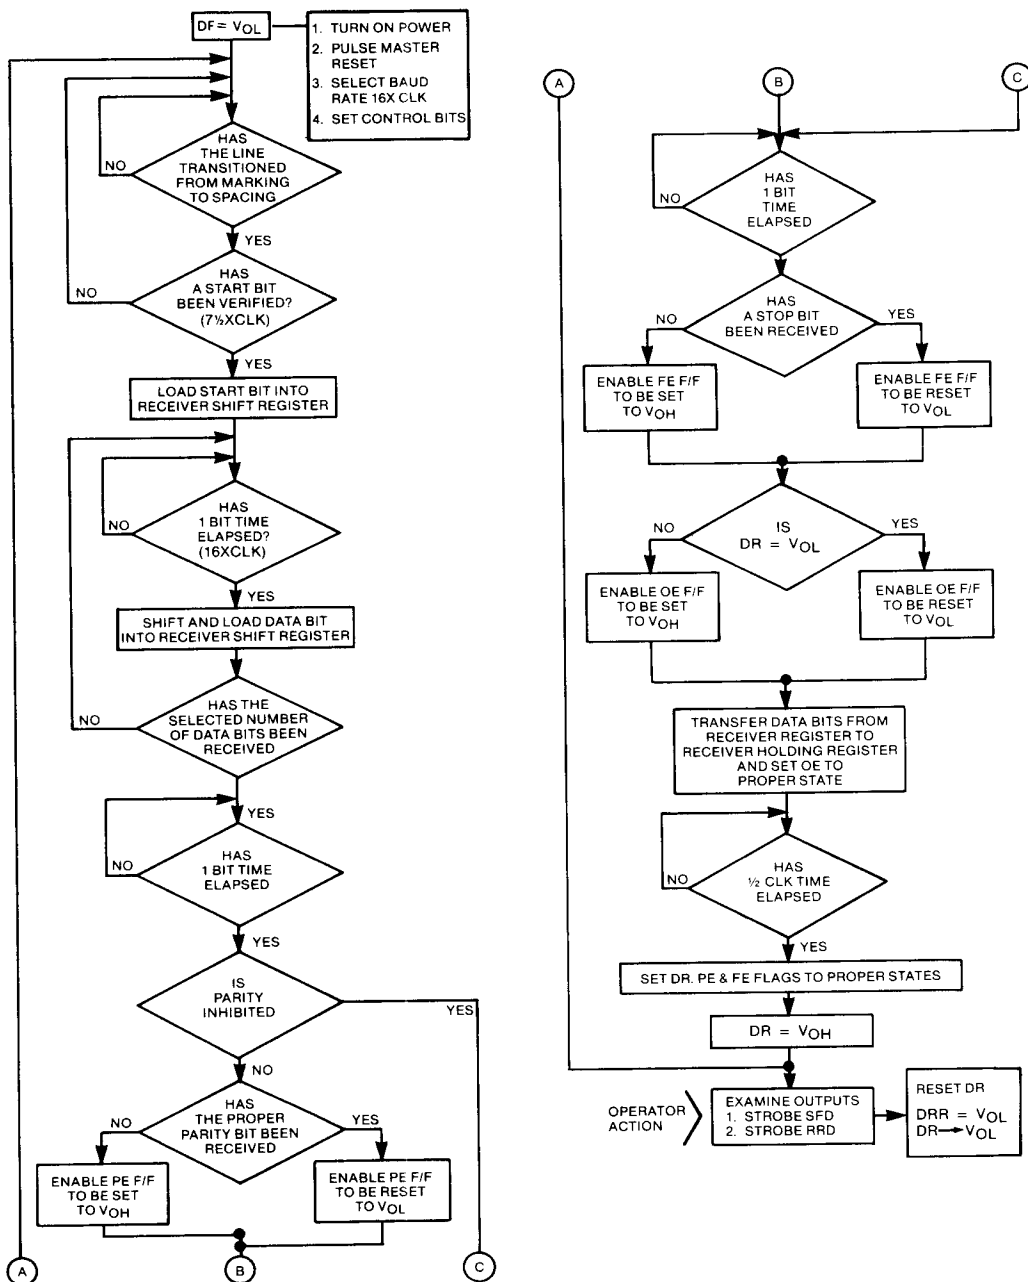 DF = VOL
1. TURN ON POWER
2. PULSE MASTER
RESET
3. SELECT BAUD
RATE 16X CLK
4. SET CONTROL BITS
HAS
THE LINE
TRANSITIONED
FROM MARKING
TO SPACING
NO
YES
HAS
A START BIT
BEEN VERIFIED?
(7½XCLK)
NO
YES
LOAD START BIT INTO
RECEIVER SHIFT REGISTER
HAS
1 BIT TIME
ELAPSED?
(16XCLK)
NO
YES
SHIFT AND LOAD DATA BIT
INTO RECEIVER SHIFT REGISTER
HAS THE
SELECTED NUMBER
OF DATA BITS BEEN
RECEIVED
NO
YES
HAS
1 BIT TIME
ELAPSED
NO
YES
IS
PARITY
INHIBITED
YES
NO
HAS
THE PROPER
PARITY BIT BEEN
RECEIVED
NO
YES
ENABLE PE F/F
TO BE SET
TO VOH
ENABLE PE F/F
TO BE RESET
TO VOL
A
B
C
A
B
C
HAS
1 BIT
TIME
ELAPSED
NO
HAS
A STOP BIT
BEEN RECEIVED
NO
YES
ENABLE FE F/F
TO BE SET
TO VOH
ENABLE FE F/F
TO BE RESET
TO VOL
IS
DR = VOL
NO
YES
ENABLE OE F/F
TO BE SET
TO VOH
ENABLE OE F/F
TO BE RESET
TO VOL
TRANSFER DATA BITS FROM
RECEIVER REGISTER TO
RECEIVER HOLDING REGISTER
AND SET OE TO
PROPER STATE
HAS
½ CLK TIME
ELAPSED
NO
YES
SET DR. PE & FE FLAGS TO PROPER STATES
DR = VOH
OPERATOR
ACTION
EXAMINE OUTPUTS
1. STROBE SFD
2. STROBE RRD
RESET DR
DRR = VOL
DR → VOL